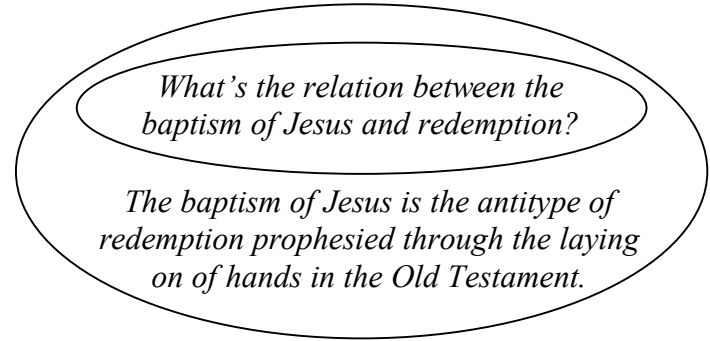 What’s the relation between the
baptism of Jesus and redemption?
The baptism of Jesus is the antitype of
redemption prophesied through the laying
on of hands in the Old Testament.